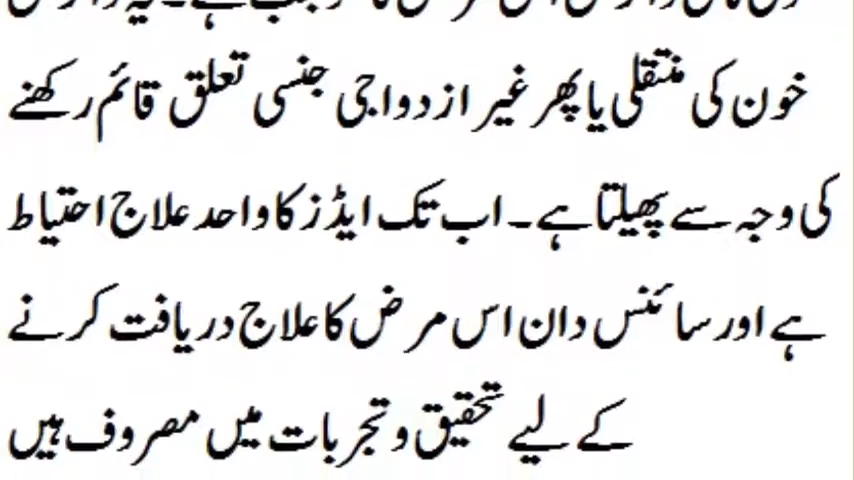 خون کی منتقلی یا پھر غیر ازدواجی جنسی تعلق قائم رکھنے
کی وجہ سے پھیلتا ہے۔ اب تک ایڈز کا واحد علاج احتیاط
ہے اور سائنس دان اس مرض کا علاج دریافت کرنے
کے لیے تحقیق و تجربات میں مصروف ہیں